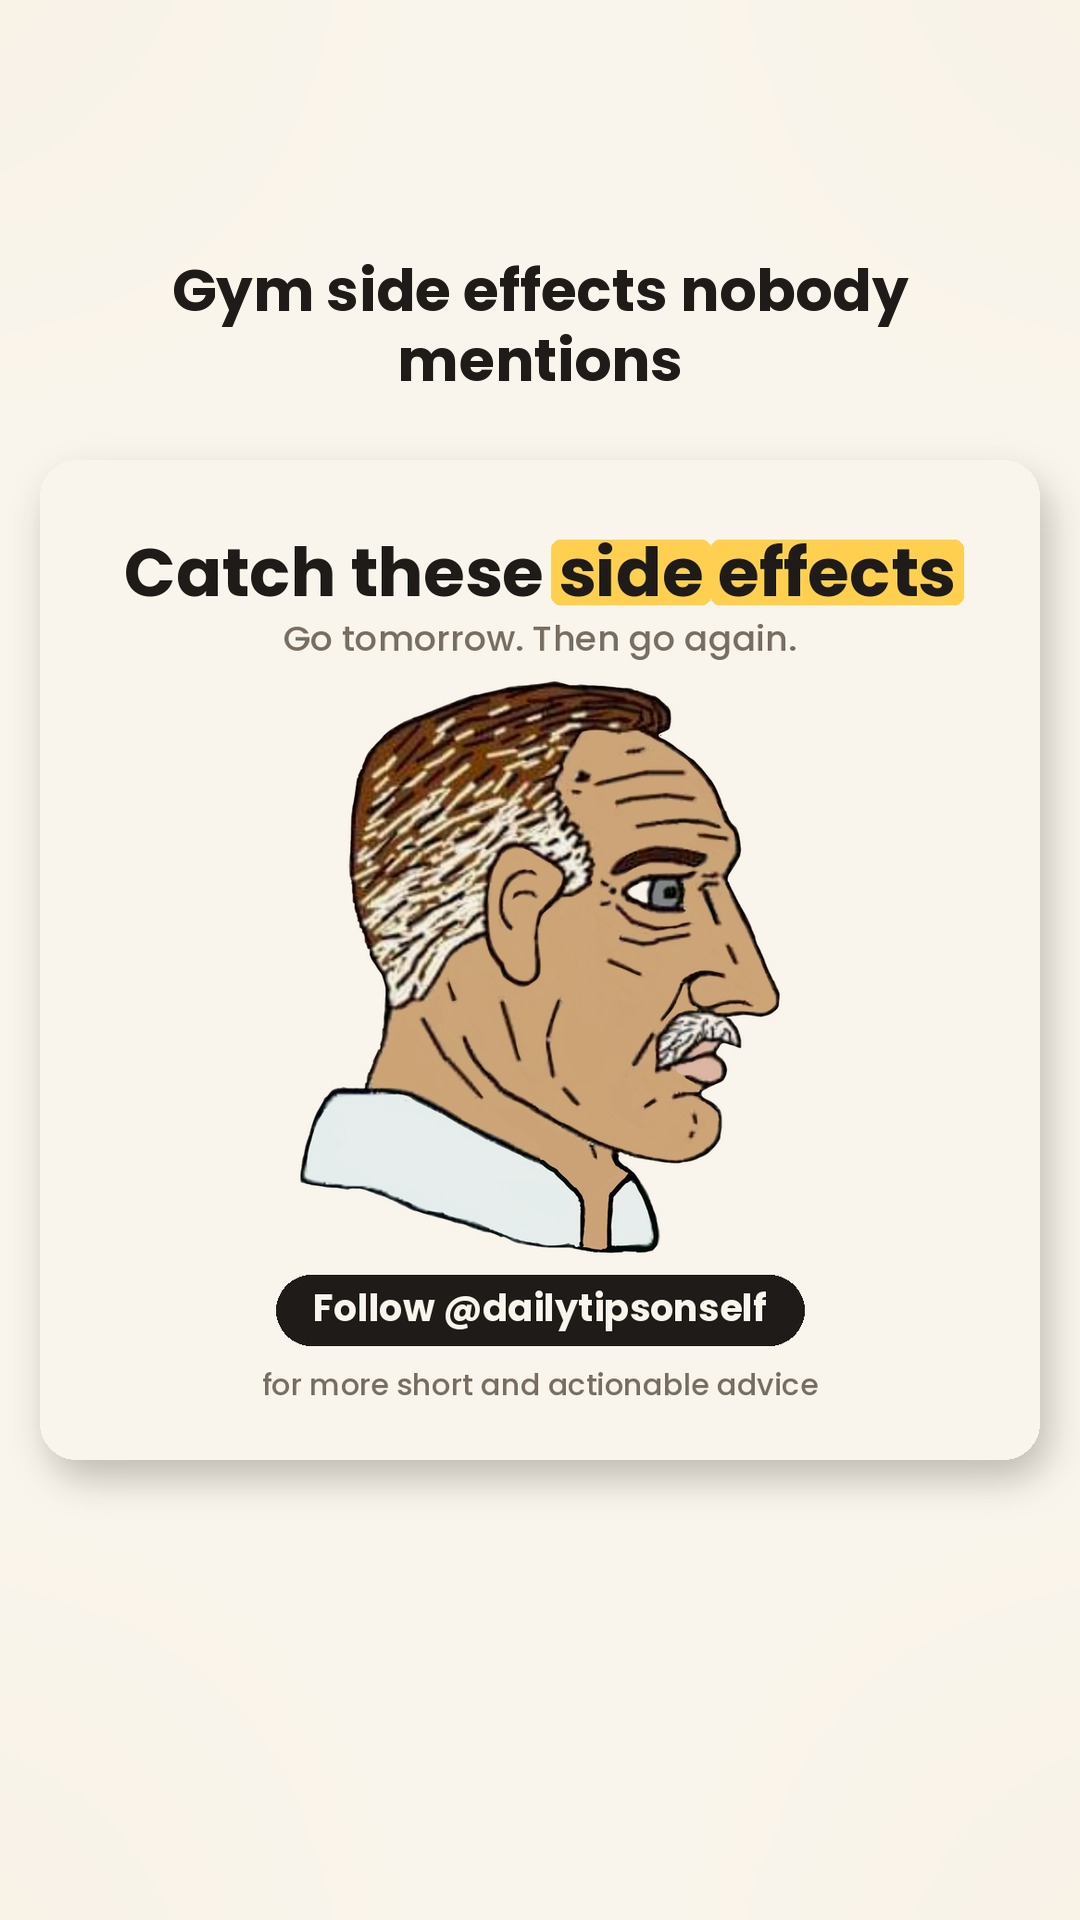 Gym side effects nobody
mentions
Catch these side effects
Go tomorrow. Then go again.
Follow @dailytipsonself
for more short and actionable advice